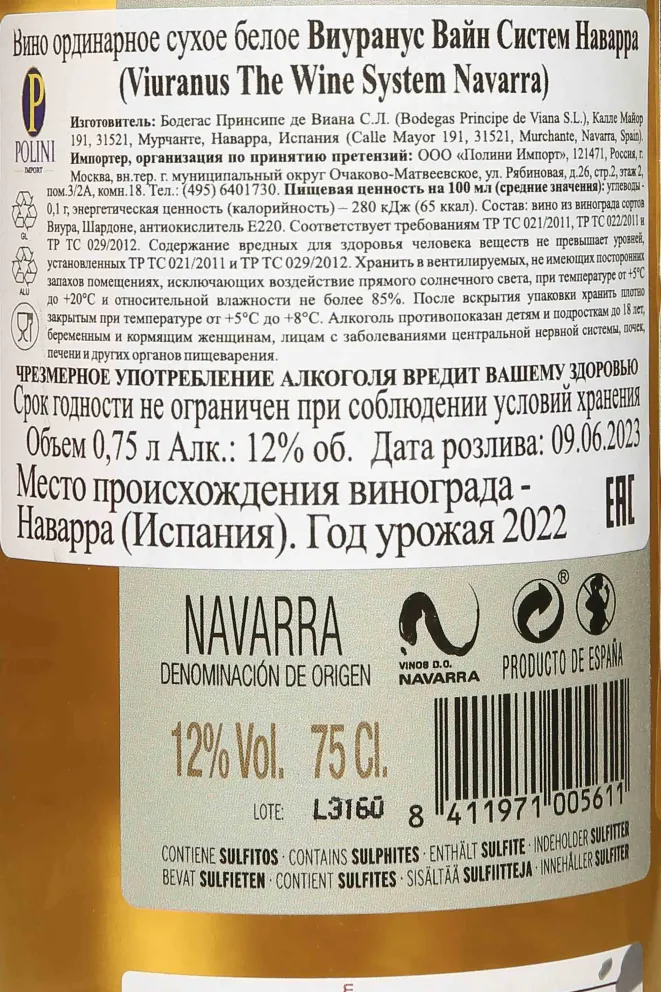 Вино ординарное сухое белое Виуранус Вайн Систем Наварра
(Viuranus The Wine System Navarra)
P
POLINI
IMPORT
Изготовитель: Бодегас Принсипе де Виана С.Л. (Bodegas Principe de Viana S.L.), Калле Майор
191, 31521, Мурчанте, Наварра, Испания (Calle Mayor 191, 31521, Murchante, Navarra, Spain).
Импортер, организация по принятию претензий: ООО «Полини Импорт», 121471, Россия, г.
Москва, вн.тер. г. муниципальный округ Очаково-Матвеевское, ул. Рябиновая, д.26, стр.2, этаж 2,
пом.3/2А, комн.18. Тел.: (495) 6401730. Пищевая ценность на 100 мл (средние значения): углеводы -
0,1 г, энергетическая ценность (калорийность) – 280 кДж (65 ккал). Состав: вино из винограда сортов
Виура, Шардоне, антиокислитель Е220. Соответствует требованиям ТР ТС 021/2011, ТР ТС 022/2011 и
ТР ТС 029/2012. Содержание вредных для здоровья человека веществ не превышает уровней,
установленных ТР ТС 021/2011 и ТР ТС 029/2012. Хранить в вентилируемых, не имеющих посторонних
запахов помещениях, исключающих воздействие прямого солнечного света, при температуре от +5°С
до +20°С и относительной влажности не более 85%. После вскрытия упаковки хранить плотно
закрытым при температуре от +5°С до +8°С. Алкоголь противопоказан детям и подросткам до 18 лет,
беременным и кормящим женщинам, лицам с заболеваниями центральной нервной системы, почек,
печени и других органов пищеварения.
GL
ALU
ЧРЕЗМЕРНОЕ УПОТРЕБЛЕНИЕ АЛКОГОЛЯ ВРЕДИТ ВАШЕМУ ЗДОРОВЬЮ
Срок годности не ограничен при соблюдении условий хранения
Объем 0,75 л Алк.: 12% об. Дата розлива: 09.06.2023
Место происхождения винограда -
Наварра (Испания). Год урожая 2022
EAC
NAVARRA
DENOMINACIÓN DE ORIGEN
VINOS D.O.
NAVARRA
®
PRODUCTO DE ESPAÑA
12% Vol. 75 Cl.
LOTE: L3160
8 411971 005611
CONTIENE SULFITOS · CONTAINS SULPHITES · ENTHÄLT SULFITE · INDEHOLDER SULFITTER
BEVAT SULFIETEN · CONTIENT SULFITES · SISÄLTÄÄ SULFIITTEJA · INNEHÅLLER SULFITER